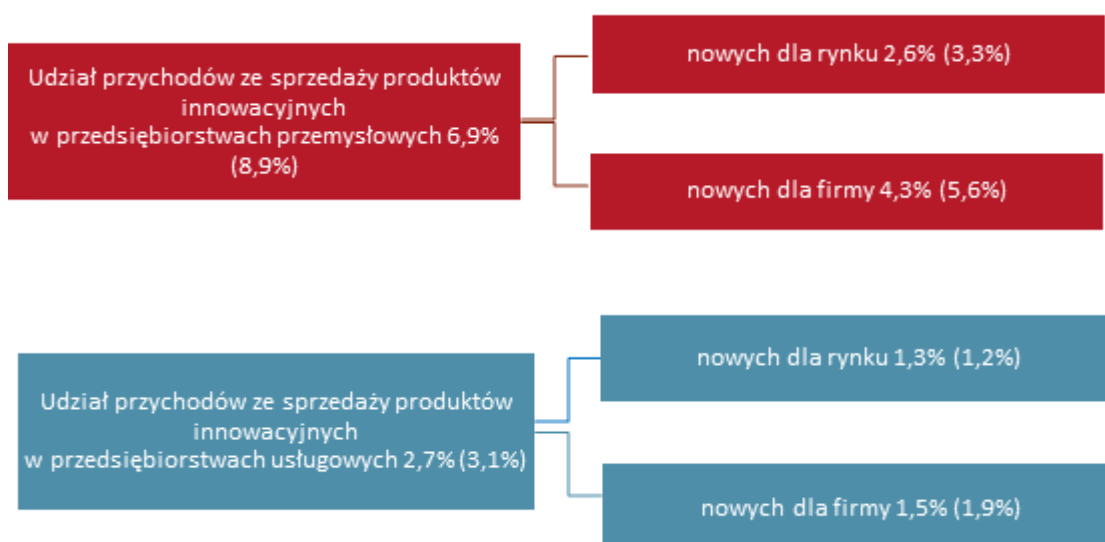 Udział przychodów ze sprzedaży produktów
innowacyjnych
w przedsiębiorstwach przemysłowych 6,9%
(8,9%)
nowych dla rynku 2,6% (3,3%)
nowych dla firmy 4,3% (5,6%)
Udział przychodów ze sprzedaży produktów
innowacyjnych
w przedsiębiorstwach usługowych 2,7% (3,1%)
nowych dla rynku 1,3% (1,2%)
nowych dla firmy 1,5% (1,9%)